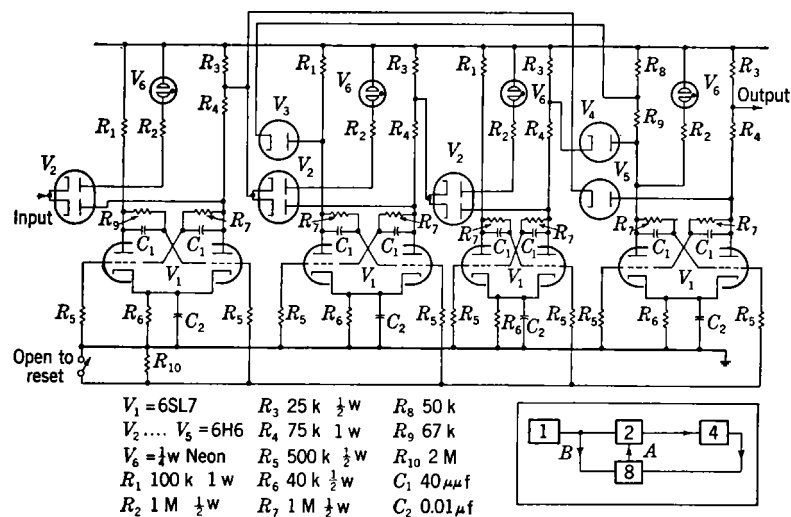 R₃ R₁ R₃ R₁ R₃ R₈ R₃
V₆ V₆ V₆ V₆
Output
R₄ V₃ V₄ R₉
R₁ R₂ R₂ R₄ R₂ R₄ R₂ R₄
V₂ V₂ V₂ V₅
Input
R₉ R₇ R₇ R₇ R₇ R₇ R₇ R₇
C₁ C₁ C₁ C₁ C₁ C₁ C₁ C₁
V₁ V₁ V₁ V₁
R₅ R₆ C₂ R₅ R₅ R₆ C₂ R₅ R₅ R₆ C₂ R₅ R₅ R₆ C₂ R₅
Open to
reset
R₁₀
V₁ = 6SL7 R₃ 25 k ½ w R₈ 50 k
V₂ .... V₅ = 6H6 R₄ 75 k 1 w R₉ 67 k
V₆ = ¼ w Neon R₅ 500 k ½ w R₁₀ 2 M
R₁ 100 k 1 w R₆ 40 k ½ w C₁ 40 μμf
R₂ 1 M ½ w R₇ 1 M ½ w C₂ 0.01 μf
1 2 4
B A
8